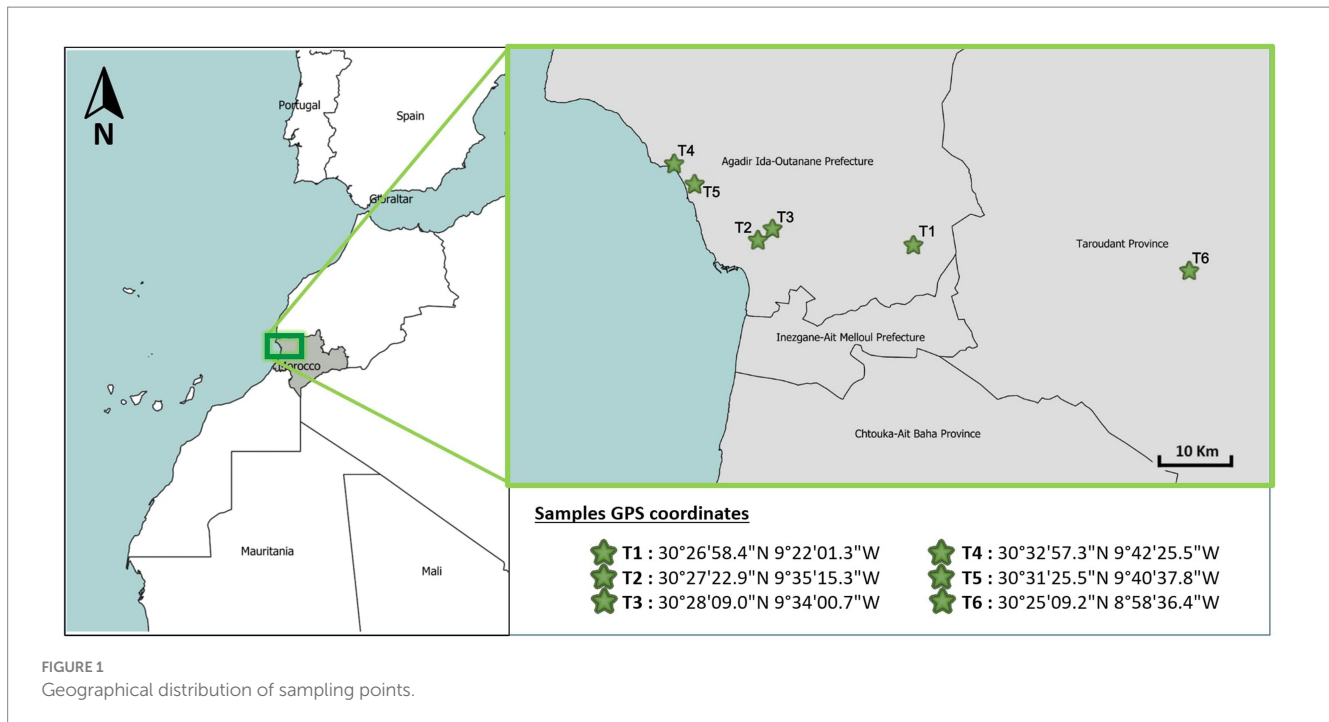 N
Portugal
Spain
Gibraltar
Morocco
Mauritania
Mali
T4
Agadir Ida-Outanane Prefecture
T5
T3
T2
T1
Taroudant Province
T6
Inezgane-Ait Melloul Prefecture
Chtouka-Ait Baha Province
10 Km
Samples GPS coordinates
T1 : 30°26'58.4"N 9°22'01.3"W
T2 : 30°27'22.9"N 9°35'15.3"W
T3 : 30°28'09.0"N 9°34'00.7"W
T4 : 30°32'57.3"N 9°42'25.5"W
T5 : 30°31'25.5"N 9°40'37.8"W
T6 : 30°25'09.2"N 8°58'36.4"W
FIGURE 1
Geographical distribution of sampling points.